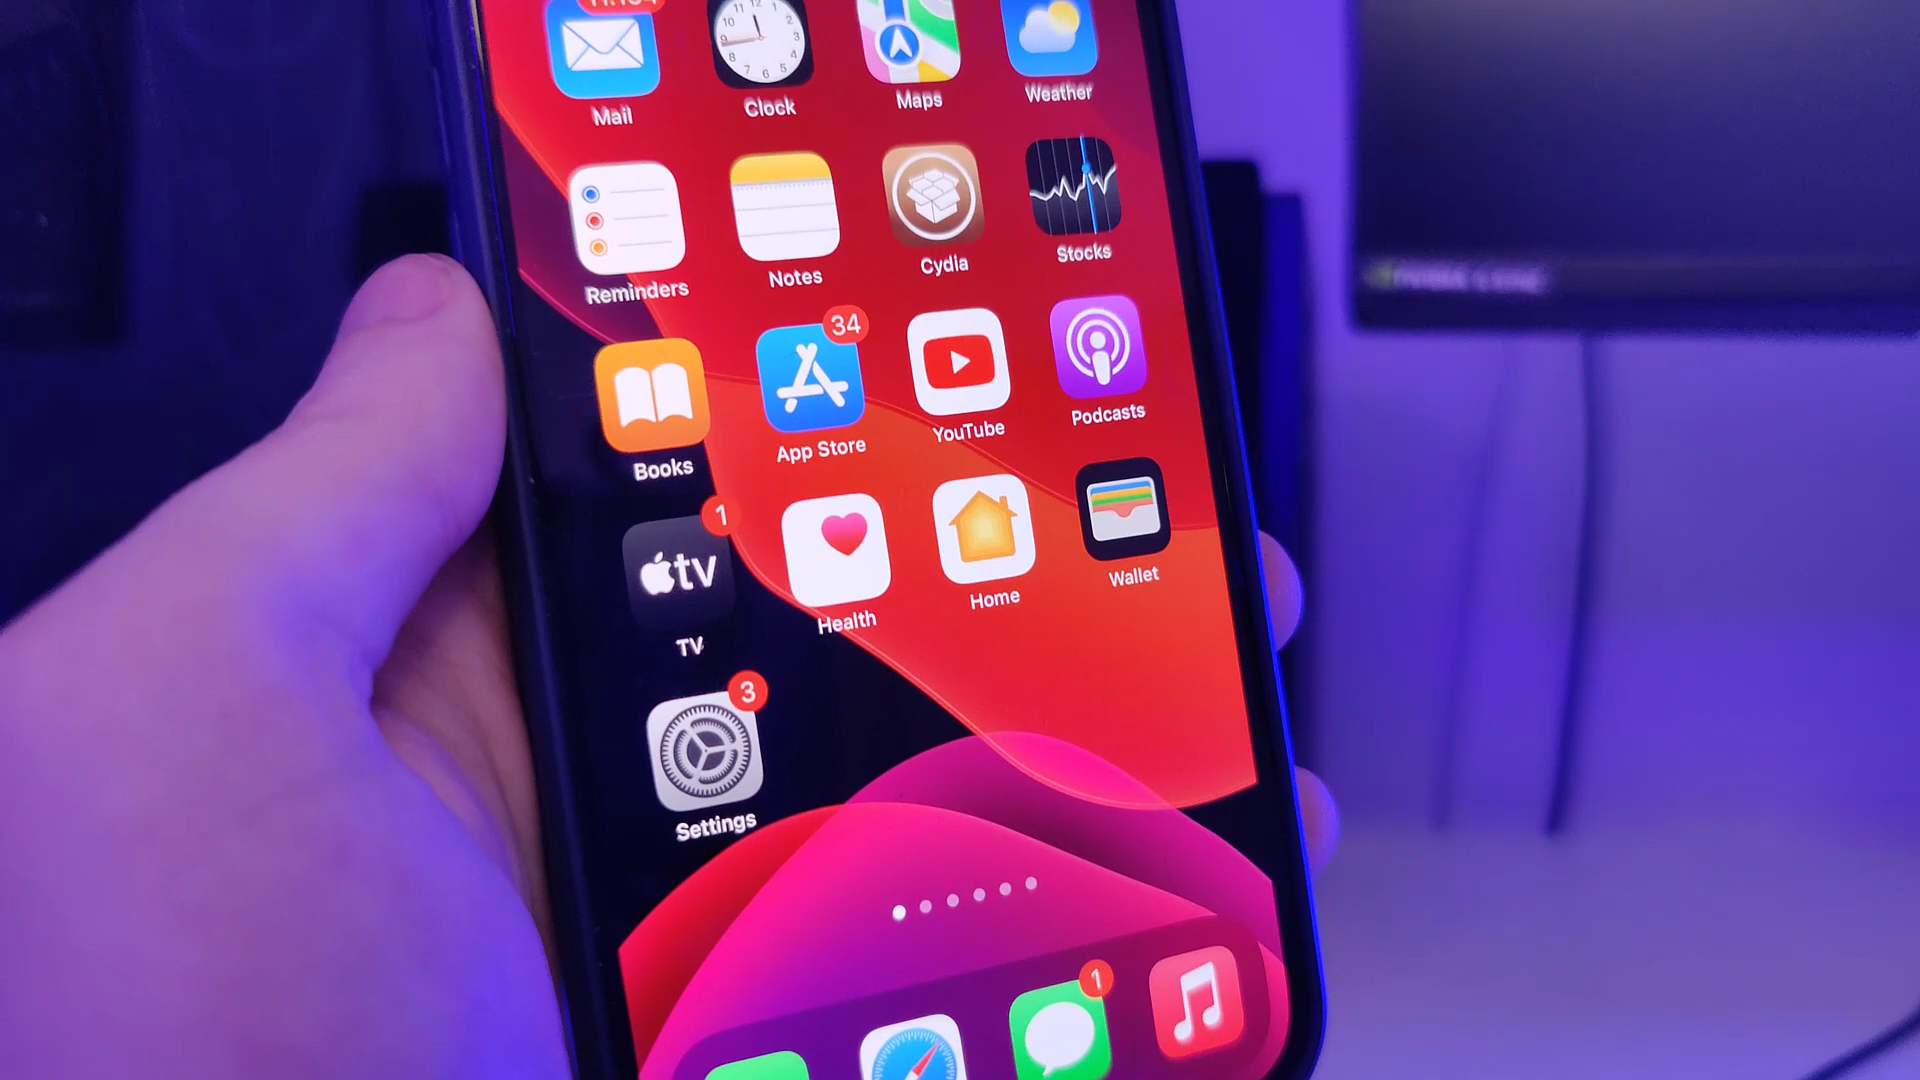 Mail
Clock
Maps
Weather
Reminders
Notes
Cydia
Stocks
Books
34
App Store
YouTube
Podcasts
1
tv
TV
Health
Home
Wallet
3
Settings
1